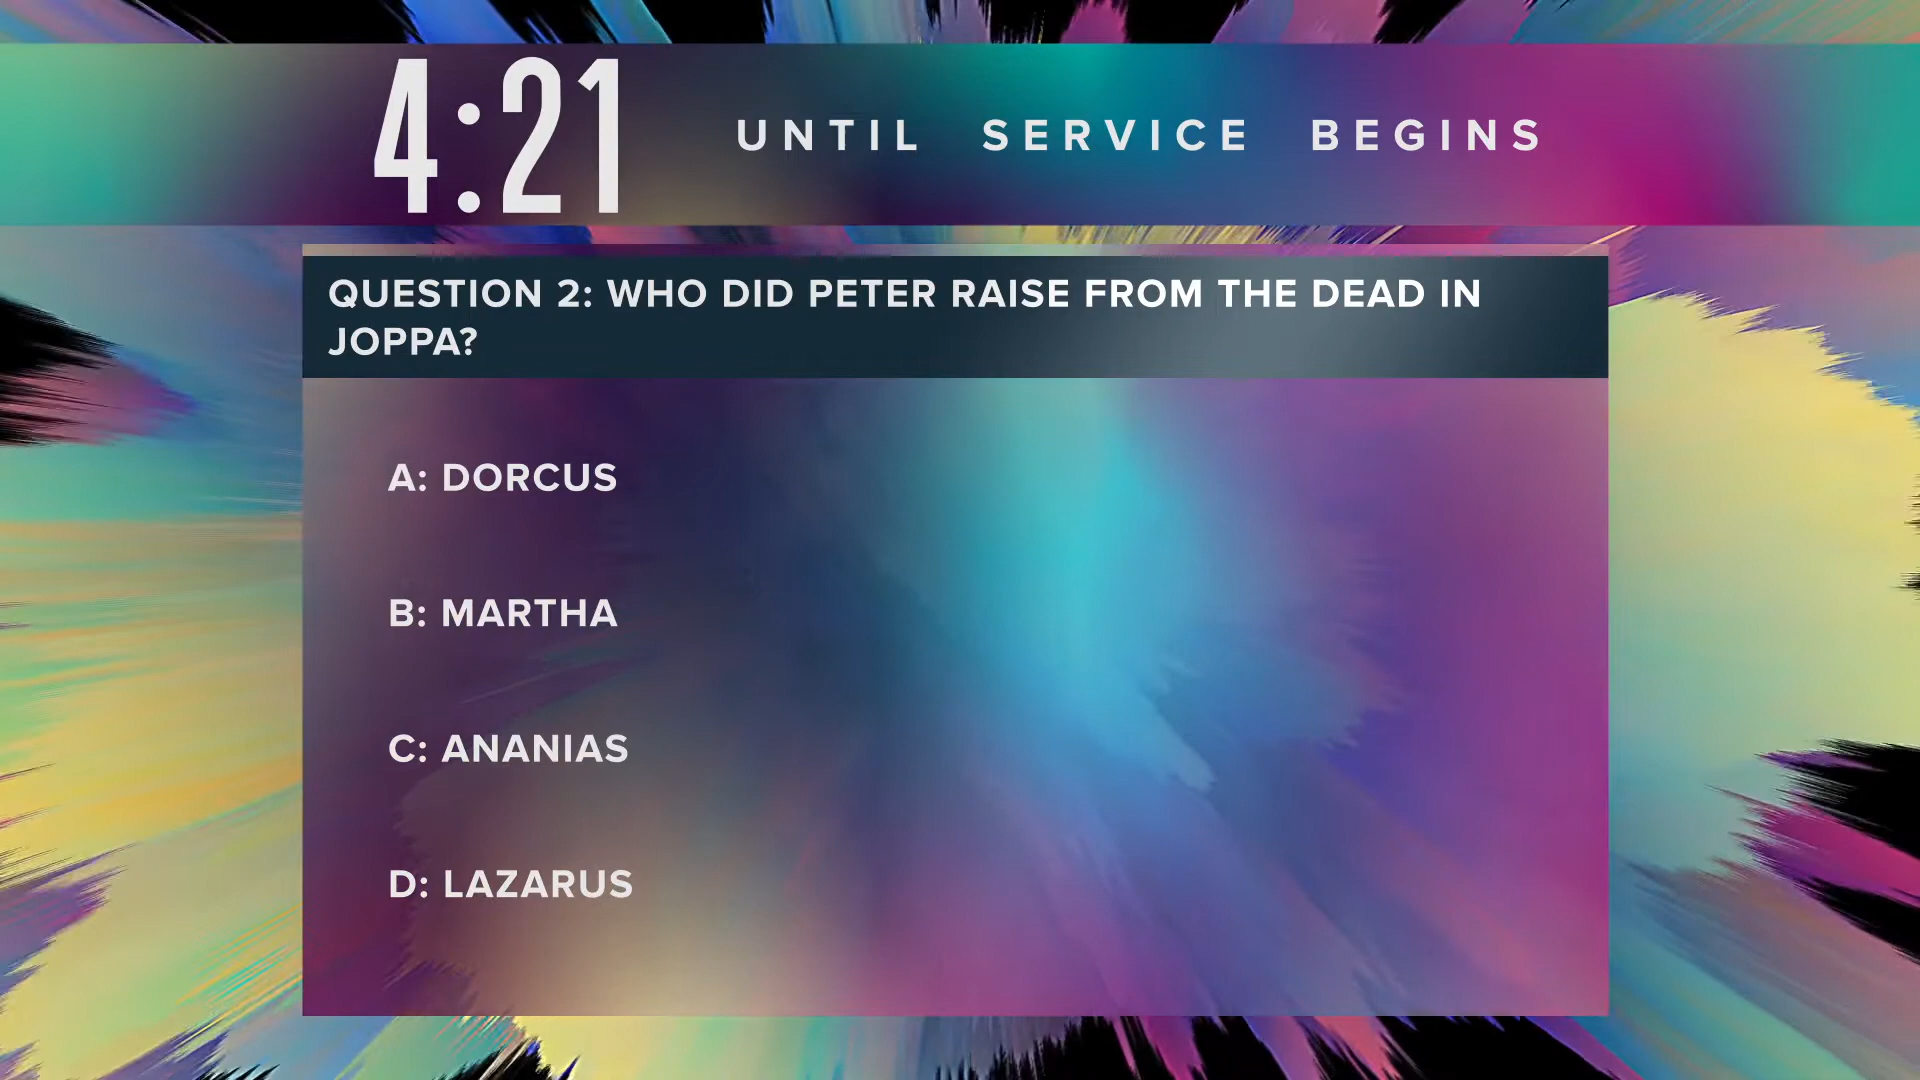 4:21 UNTIL SERVICE BEGINS
QUESTION 2: WHO DID PETER RAISE FROM THE DEAD IN
JOPPA?
A: DORCUS
B: MARTHA
C: ANANIAS
D: LAZARUS